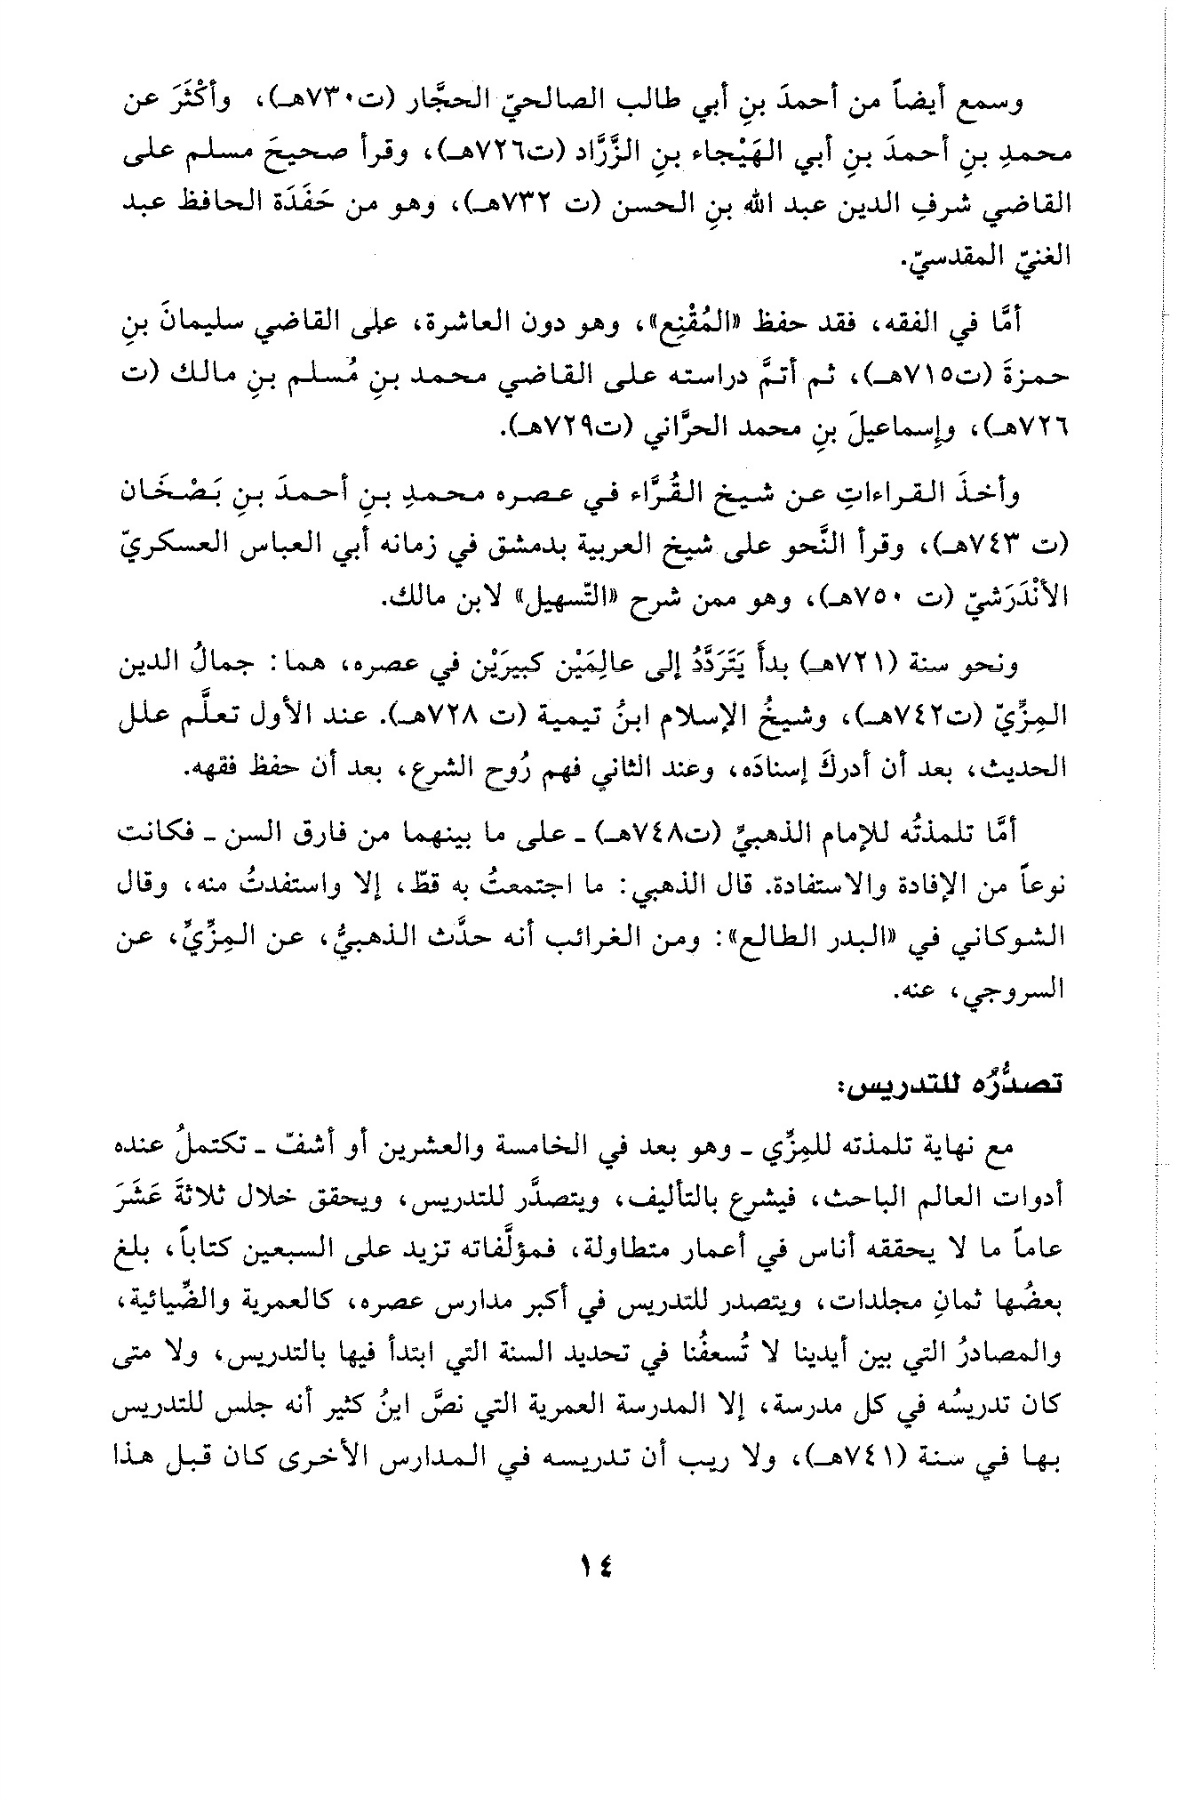 وسمع أيضاً من أحمدَ بنِ أبي طالب الصالحيّ الحجَّار (ت٧٣٠هـ)، وأكْثَرَ عن
محمدِ بنِ أحمدَ بنِ أبي الهَيْجاء بنِ الزَّرَّاد (ت٧٢٦هـ)، وقرأ صحيحَ مسلم على
القاضي شرفِ الدين عبد الله بنِ الحسن (ت ٧٣٢هـ)، وهو من حَفَدَة الحافظ عبد
الغنيّ المقدسيّ.
أمَّا في الفقه، فقد حفظ «المُقْنِع»، وهو دون العاشرة، على القاضي سليمانَ بنِ
حمزةَ (ت٧١٥هـ)، ثم أتمَّ دراسته على القاضي محمد بنِ مُسلم بنِ مالك (ت
٧٢٦هـ)، وإسماعيلَ بنِ محمد الحرَّاني (ت٧٢٩هـ).
وأخذَ القراءاتِ عن شيخ القُرَّاء في عصره محمدِ بنِ أحمدَ بنِ بَصْخَان
(ت ٧٤٣هـ)، وقرأ النَّحو على شيخ العربية بدمشق في زمانه أبي العباس العسكريّ
الأنْدَرَشيّ (ت ٧٥٠هـ)، وهو ممن شرح «التّسهيل» لابن مالك.
ونحو سنة (٧٢١هـ) بدأَ يَتَرَدَّدُ إلى عالِمَيْن كبيرَيْن في عصره، هما: جمالُ الدين
المِزِّيّ (ت٧٤٢هـ)، وشيخُ الإسلام ابنُ تيمية (ت ٧٢٨هـ). عند الأول تعلَّم علل
الحديث، بعد أن أدركَ إسنادَه، وعند الثاني فهم رُوح الشرع، بعد أن حفظ فقهه.
أمَّا تلمذتُه للإمام الذهبيِّ (ت٧٤٨هـ) ـ على ما بينهما من فارق السن ـ فكانت
نوعاً من الإفادة والاستفادة. قال الذهبي: ما اجتمعتُ به قطّ، إلا واستفدتُ منه، وقال
الشوكاني في «البدر الطالع»: ومن الغرائب أنه حدَّث الذهبيُّ، عن المِزِّيِّ، عن
السروجي، عنه.
تصدُّرُه للتدريس:
مع نهاية تلمذته للمِزِّي ـ وهو بعد في الخامسة والعشرين أو أشفّ ـ تكتملُ عنده
أدوات العالم الباحث، فيشرع بالتأليف، ويتصدَّر للتدريس، ويحقق خلال ثلاثةَ عَشَرَ
عاماً ما لا يحققه أناس في أعمار متطاولة، فمؤلَّفاته تزيد على السبعين كتاباً، بلغ
بعضُها ثمانِ مجلدات، ويتصدر للتدريس في أكبر مدارس عصره، كالعمرية والضِّيائية،
والمصادرُ التي بين أيدينا لا تُسعفُنا في تحديد السنة التي ابتدأ فيها بالتدريس، ولا متى
كان تدريسُه في كل مدرسة، إلا المدرسة العمرية التي نصَّ ابنُ كثير أنه جلس للتدريس
بها في سنة (٧٤١هـ)، ولا ريب أن تدريسه في المدارس الأخرى كان قبل هذا
١٤